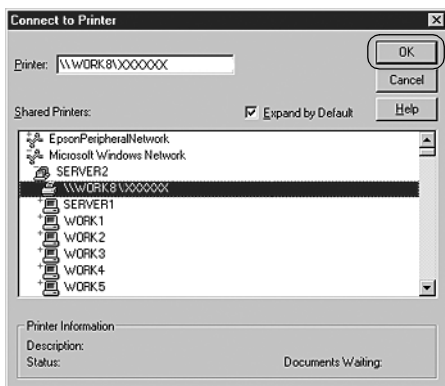 Connect to Printer
Printer: \\WORK8\XXXXXX
OK
Cancel
Help
Shared Printers:
Expand by Default
EpsonPeripheralNetwork
Microsoft Windows Network
SERVER2
\\WORK8\XXXXXX
SERVER1
WORK1
WORK2
WORK3
WORK4
WORK5
Printer Information
Description:
Status:
Documents Waiting: